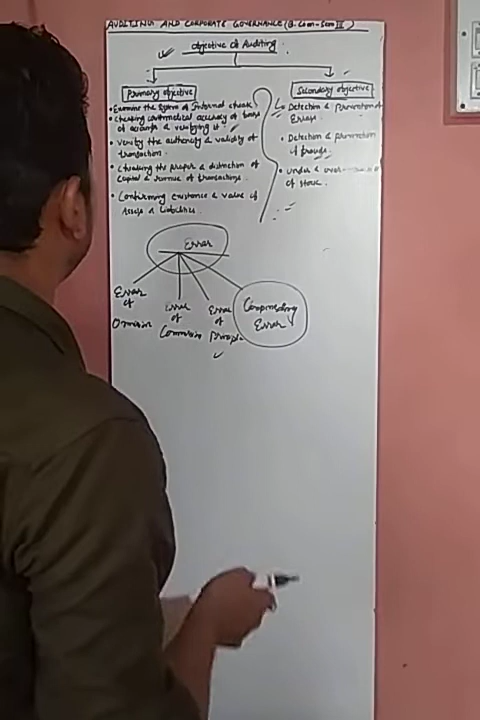 AUDITING AND CORPORATE GOVERNANCE (B.Com-Sem III)
objective of Auditing
Primary objective
• Examine the system of Internal check
• Checking arithmetical accuracy of books
of accounts & verifying it.
• Verify the authenticity & validity of
transaction.
• Checking the proper & distinction of
Capital & revenue of transactions.
• Confirming existence & value of
Assets & Liabilities.
Secondary objective
Detection & Prevention of
Errors.
Detection & prevention
of frauds.
• under & over
of stock.
Error
Error
of
Omission
Error
of
Commission
Error
of
Principle
Compensating
Error